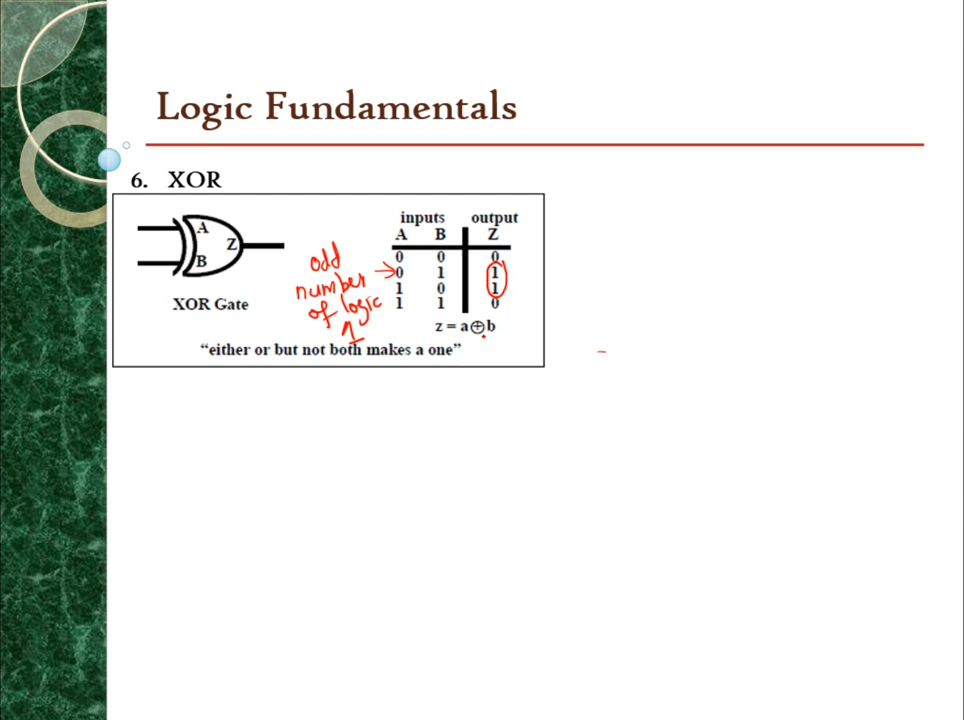 Logic Fundamentals
6. XOR
A
B
Z
XOR Gate
odd
number
of logic
1
inputs output
A B Z
0 0 0
0 1 1
1 0 1
1 1 0
z = a⊕b
“either or but not both makes a one”